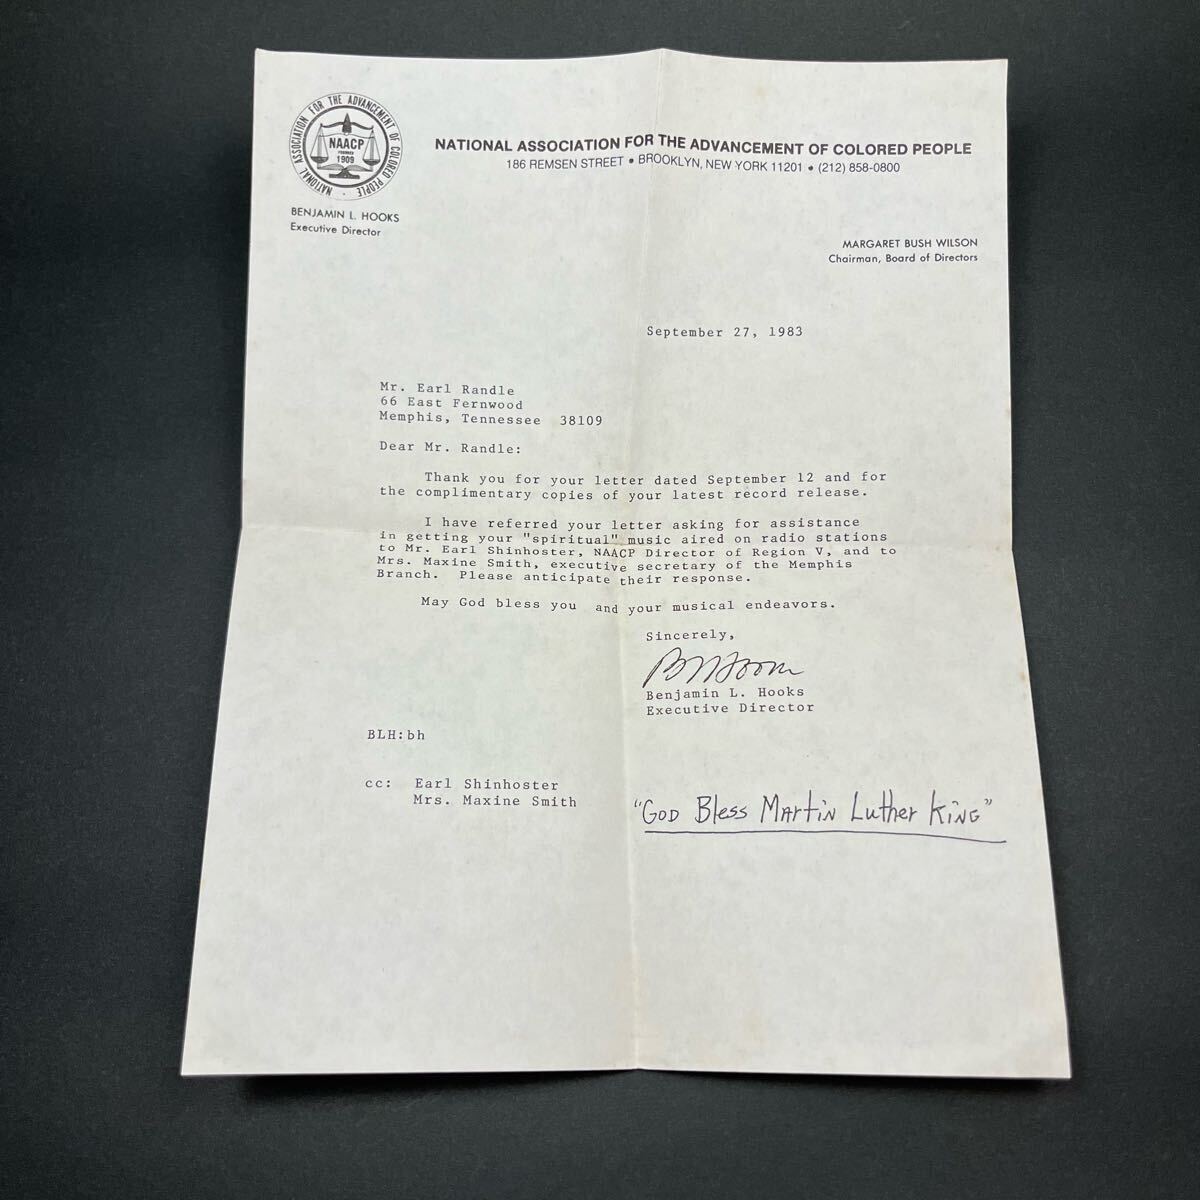 NATIONAL ASSOCIATION FOR THE ADVANCEMENT OF COLORED PEOPLE
NAACP
FOUNDED
1909
NATIONAL ASSOCIATION FOR THE ADVANCEMENT OF COLORED PEOPLE
186 REMSEN STREET • BROOKLYN, NEW YORK 11201 • (212) 858-0800
BENJAMIN L. HOOKS
Executive Director
MARGARET BUSH WILSON
Chairman, Board of Directors
September 27, 1983
Mr. Earl Randle
66 East Fernwood
Memphis, Tennessee 38109
Dear Mr. Randle:
Thank you for your letter dated September 12 and for
the complimentary copies of your latest record release.
I have referred your letter asking for assistance
in getting your "spiritual" music aired on radio stations
to Mr. Earl Shinhoster, NAACP Director of Region V, and to
Mrs. Maxine Smith, executive secretary of the Memphis
Branch. Please anticipate their response.
May God bless you and your musical endeavors.
Sincerely,
Benjamin L. Hooks
Executive Director
BLH:bh
cc: Earl Shinhoster
Mrs. Maxine Smith
"GOD Bless MArtiN Luther KiNG"